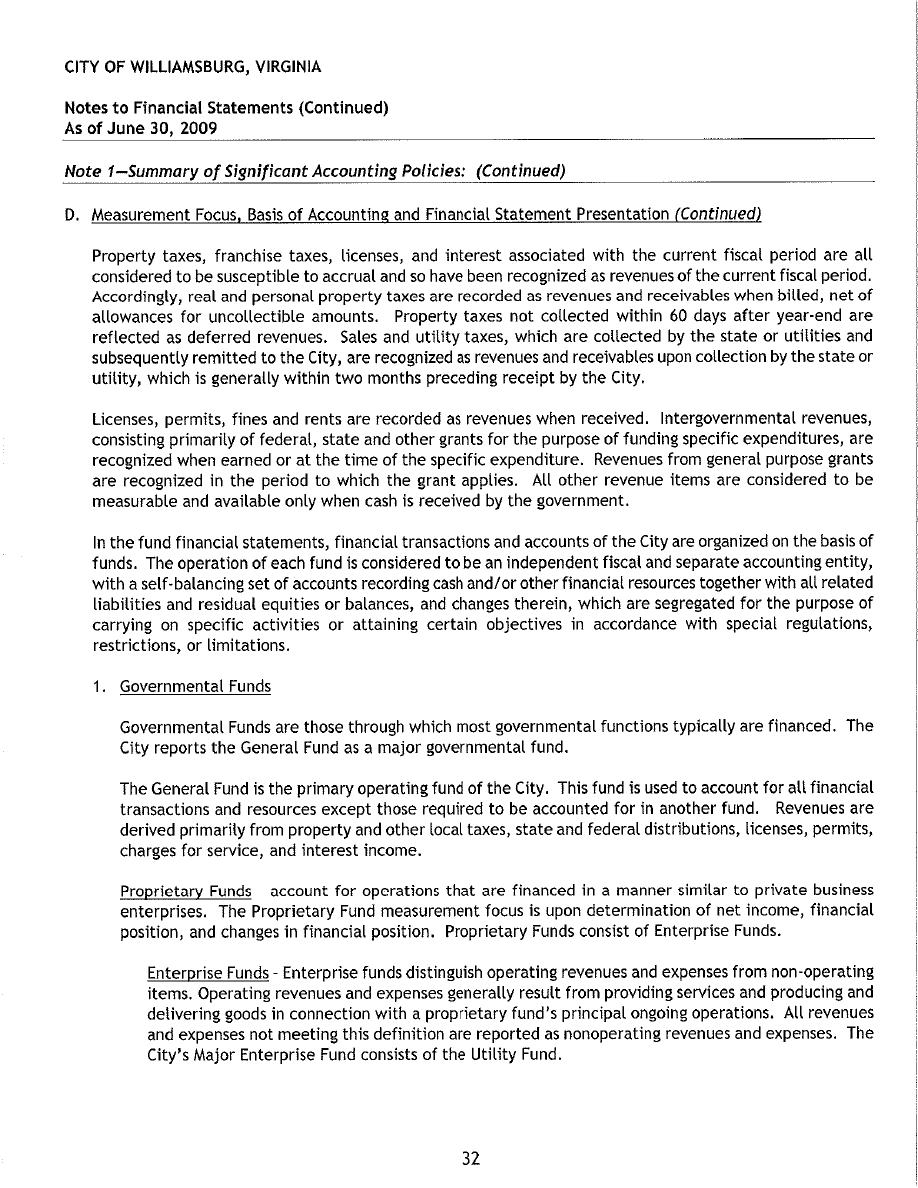 CITY OF WILLIAMSBURG, VIRGINIA
Notes to Financial Statements (Continued)
As of June 30, 2009
Note 1—Summary of Significant Accounting Policies: (Continued)
D. Measurement Focus, Basis of Accounting and Financial Statement Presentation (Continued)
Property taxes, franchise taxes, licenses, and interest associated with the current fiscal period are all
considered to be susceptible to accrual and so have been recognized as revenues of the current fiscal period.
Accordingly, real and personal property taxes are recorded as revenues and receivables when billed, net of
allowances for uncollectible amounts. Property taxes not collected within 60 days after year-end are
reflected as deferred revenues. Sales and utility taxes, which are collected by the state or utilities and
subsequently remitted to the City, are recognized as revenues and receivables upon collection by the state or
utility, which is generally within two months preceding receipt by the City.
Licenses, permits, fines and rents are recorded as revenues when received. Intergovernmental revenues,
consisting primarily of federal, state and other grants for the purpose of funding specific expenditures, are
recognized when earned or at the time of the specific expenditure. Revenues from general purpose grants
are recognized in the period to which the grant applies. All other revenue items are considered to be
measurable and available only when cash is received by the government.
In the fund financial statements, financial transactions and accounts of the City are organized on the basis of
funds. The operation of each fund is considered to be an independent fiscal and separate accounting entity,
with a self-balancing set of accounts recording cash and/or other financial resources together with all related
liabilities and residual equities or balances, and changes therein, which are segregated for the purpose of
carrying on specific activities or attaining certain objectives in accordance with special regulations,
restrictions, or limitations.
1. Governmental Funds
Governmental Funds are those through which most governmental functions typically are financed. The
City reports the General Fund as a major governmental fund.
The General Fund is the primary operating fund of the City. This fund is used to account for all financial
transactions and resources except those required to be accounted for in another fund. Revenues are
derived primarily from property and other local taxes, state and federal distributions, licenses, permits,
charges for service, and interest income.
Proprietary Funds account for operations that are financed in a manner similar to private business
enterprises. The Proprietary Fund measurement focus is upon determination of net income, financial
position, and changes in financial position. Proprietary Funds consist of Enterprise Funds.
Enterprise Funds - Enterprise funds distinguish operating revenues and expenses from non-operating
items. Operating revenues and expenses generally result from providing services and producing and
delivering goods in connection with a proprietary fund's principal ongoing operations. All revenues
and expenses not meeting this definition are reported as nonoperating revenues and expenses. The
City's Major Enterprise Fund consists of the Utility Fund.
32